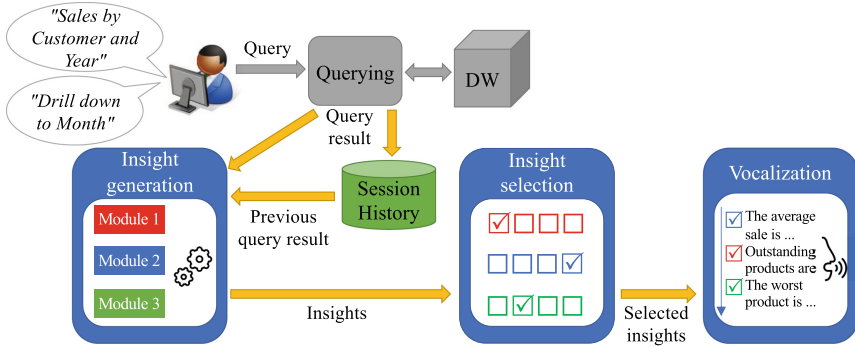 "Sales by
Customer and
Year"
"Drill down
to Month"
Query
Querying
DW
Query
result
Insight
generation
Module 1
Module 2
Module 3
Session
History
Previous
query result
Insights
Insight
selection
Selected
insights
Vocalization
The average
sale is ...
Outstanding
products are
The worst
product is ...